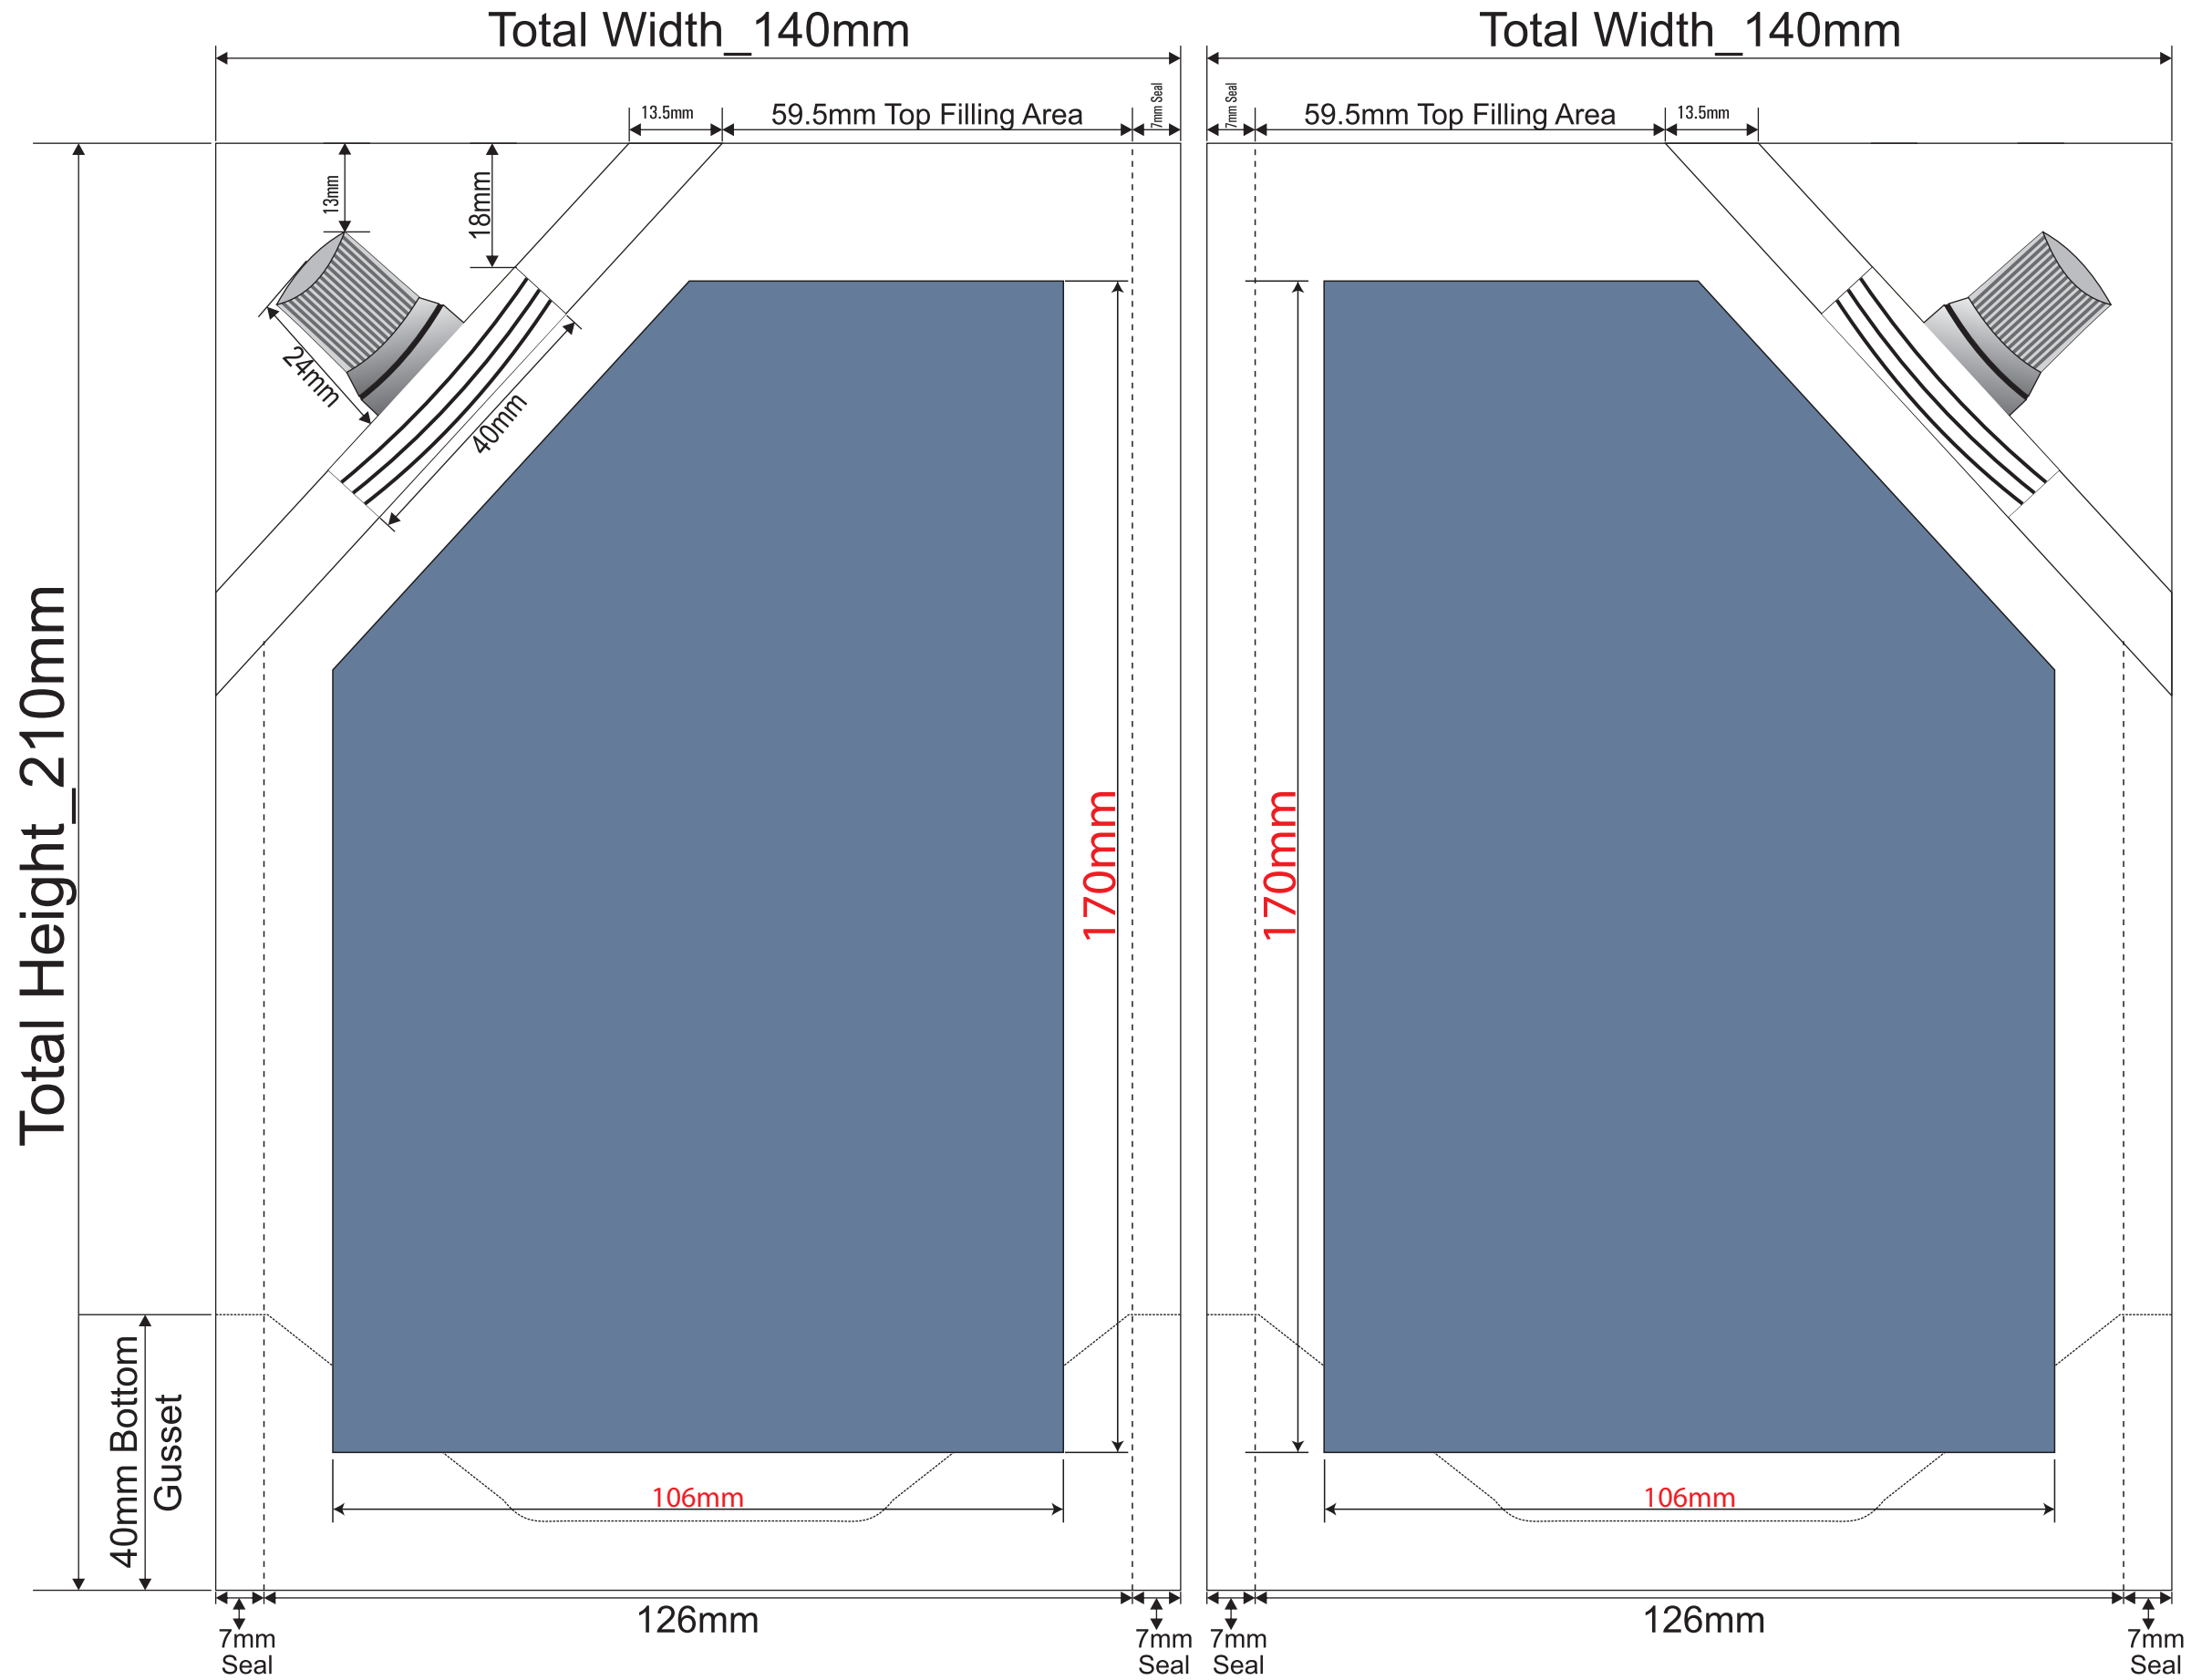 Total Width_140mm
Total Width_140mm
13.5mm
59.5mm Top Filling Area
7mm Seal
7mm Seal
59.5mm Top Filling Area
13.5mm
13mm
18mm
24mm
40mm
Total Height_210mm
170mm
170mm
40mm Bottom
Gusset
106mm
106mm
126mm
126mm
7mm
Seal
7mm
Seal
7mm
Seal
7mm
Seal